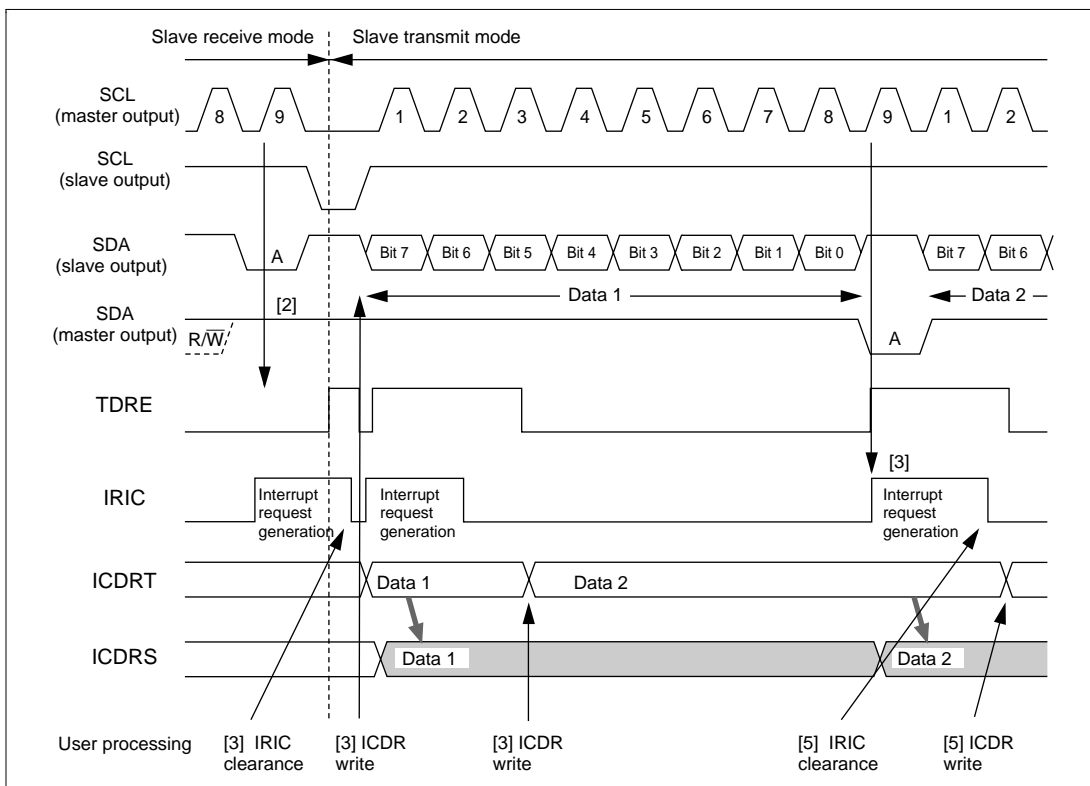 Slave receive mode Slave transmit mode
SCL
(master output)
8 9 1 2 3 4 5 6 7 8 9 1 2
SCL
(slave output)
SDA
(slave output)
A Bit 7 Bit 6 Bit 5 Bit 4 Bit 3 Bit 2 Bit 1 Bit 0 Bit 7 Bit 6
Data 1 Data 2
SDA
(master output)
[2]
R/W A
TDRE
[3]
IRIC
Interrupt
request
generation
Interrupt
request
generation
Interrupt
request
generation
ICDRT
Data 1 Data 2
ICDRS
Data 1 Data 2
User processing
[3] IRIC
clearance
[3] ICDR
write
[3] ICDR
write
[5] IRIC
clearance
[5] ICDR
write